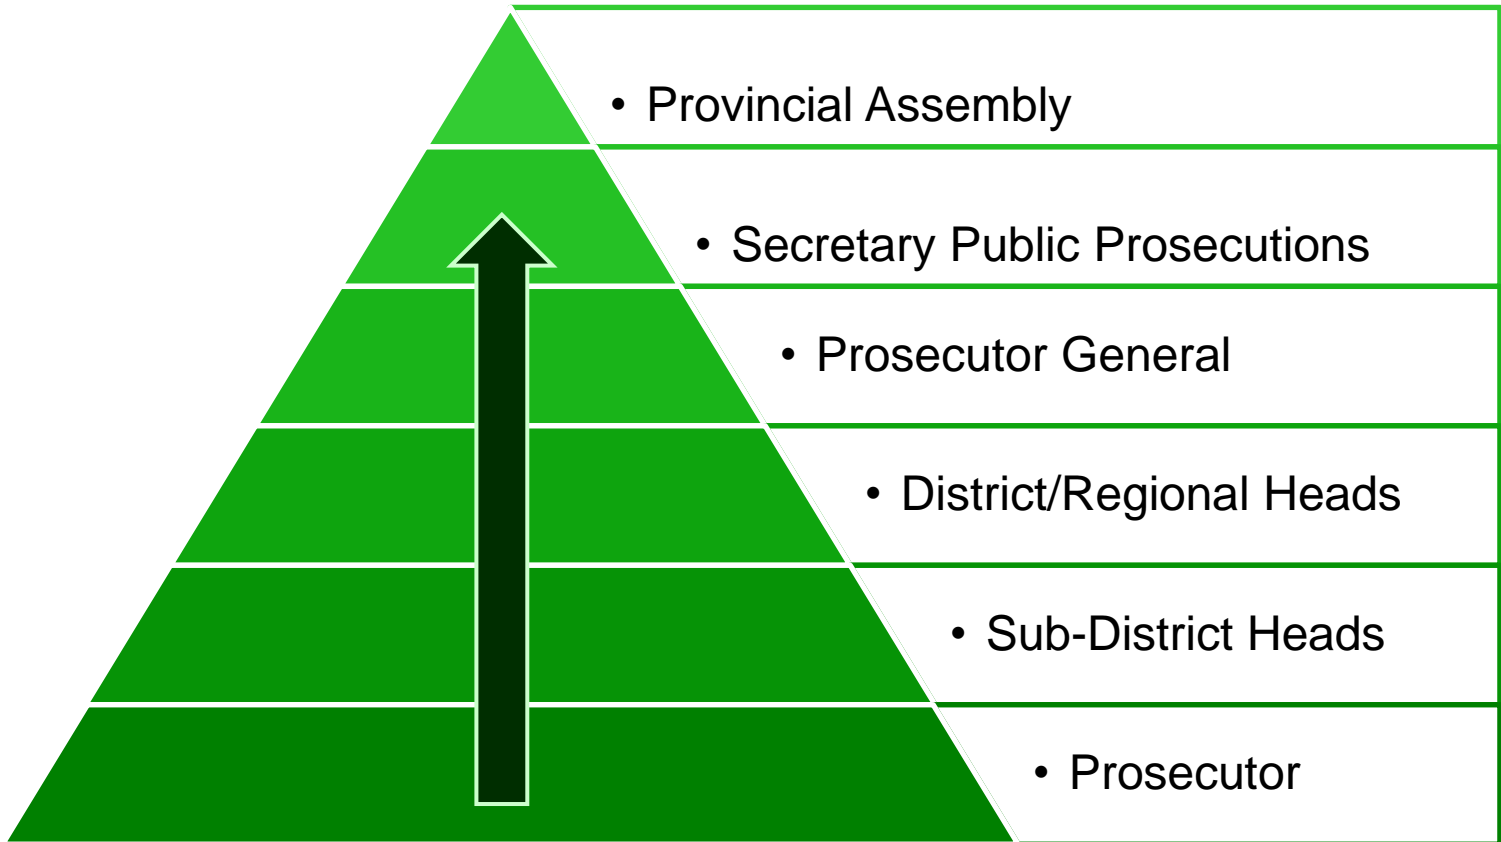 • Provincial Assembly
• Secretary Public Prosecutions
• Prosecutor General
• District/Regional Heads
• Sub-District Heads
• Prosecutor